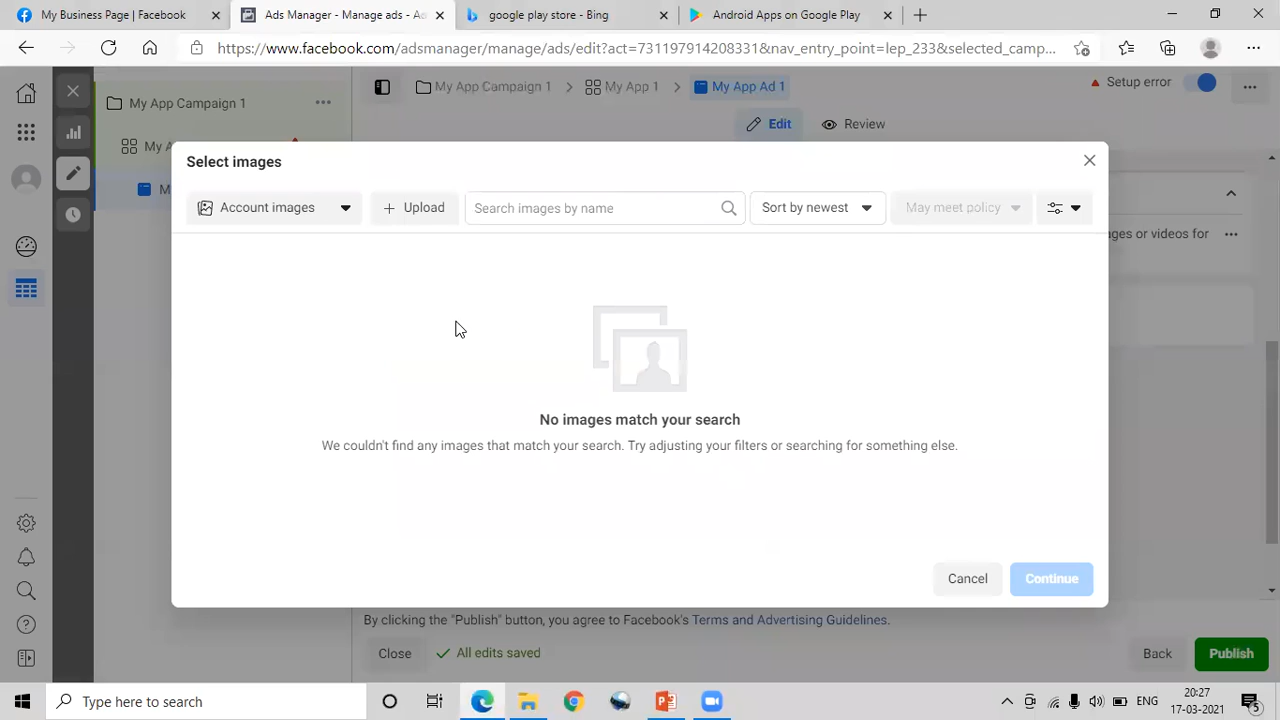 My Business Page | Facebook
Ads Manager - Manage ads - Ad
google play store - Bing
Android Apps on Google Play
https://www.facebook.com/adsmanager/manage/ads/edit?act=731197914208331&nav_entry_point=lep_233&selected_camp...
My App Campaign 1
My App Campaign 1 > My App 1 > My App Ad 1
Setup error
Edit
Review
My A
M
Select images
Account images
+ Upload
Search images by name
Sort by newest
May meet policy
ges or videos for
No images match your search
We couldn't find any images that match your search. Try adjusting your filters or searching for something else.
Cancel
Continue
By clicking the "Publish" button, you agree to Facebook's Terms and Advertising Guidelines.
Close
All edits saved
Back
Publish
Type here to search
ENG
20:27
17-03-2021
5